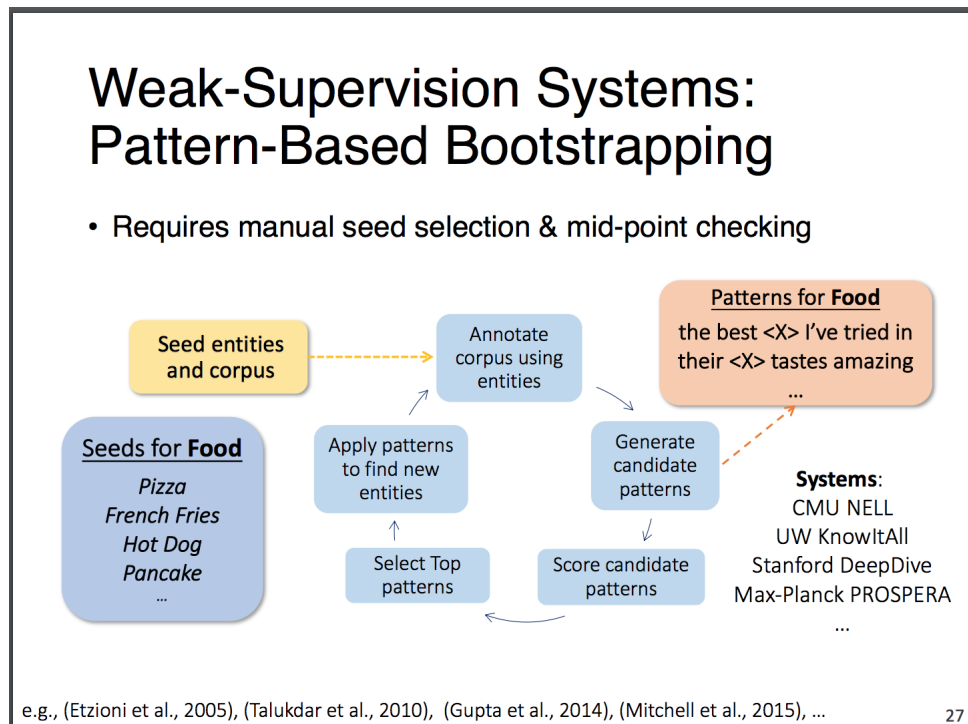 Weak-Supervision Systems:
Pattern-Based Bootstrapping
• Requires manual seed selection & mid-point checking
Seed entities
and corpus
Annotate
corpus using
entities
Patterns for Food
the best <X> I’ve tried in
their <X> tastes amazing
...
Seeds for Food
Pizza
French Fries
Hot Dog
Pancake
...
Apply patterns
to find new
entities
Generate
candidate
patterns
Select Top
patterns
Score candidate
patterns
Systems:
CMU NELL
UW KnowItAll
Stanford DeepDive
Max-Planck PROSPERA
...
e.g., (Etzioni et al., 2005), (Talukdar et al., 2010), (Gupta et al., 2014), (Mitchell et al., 2015), ...
27